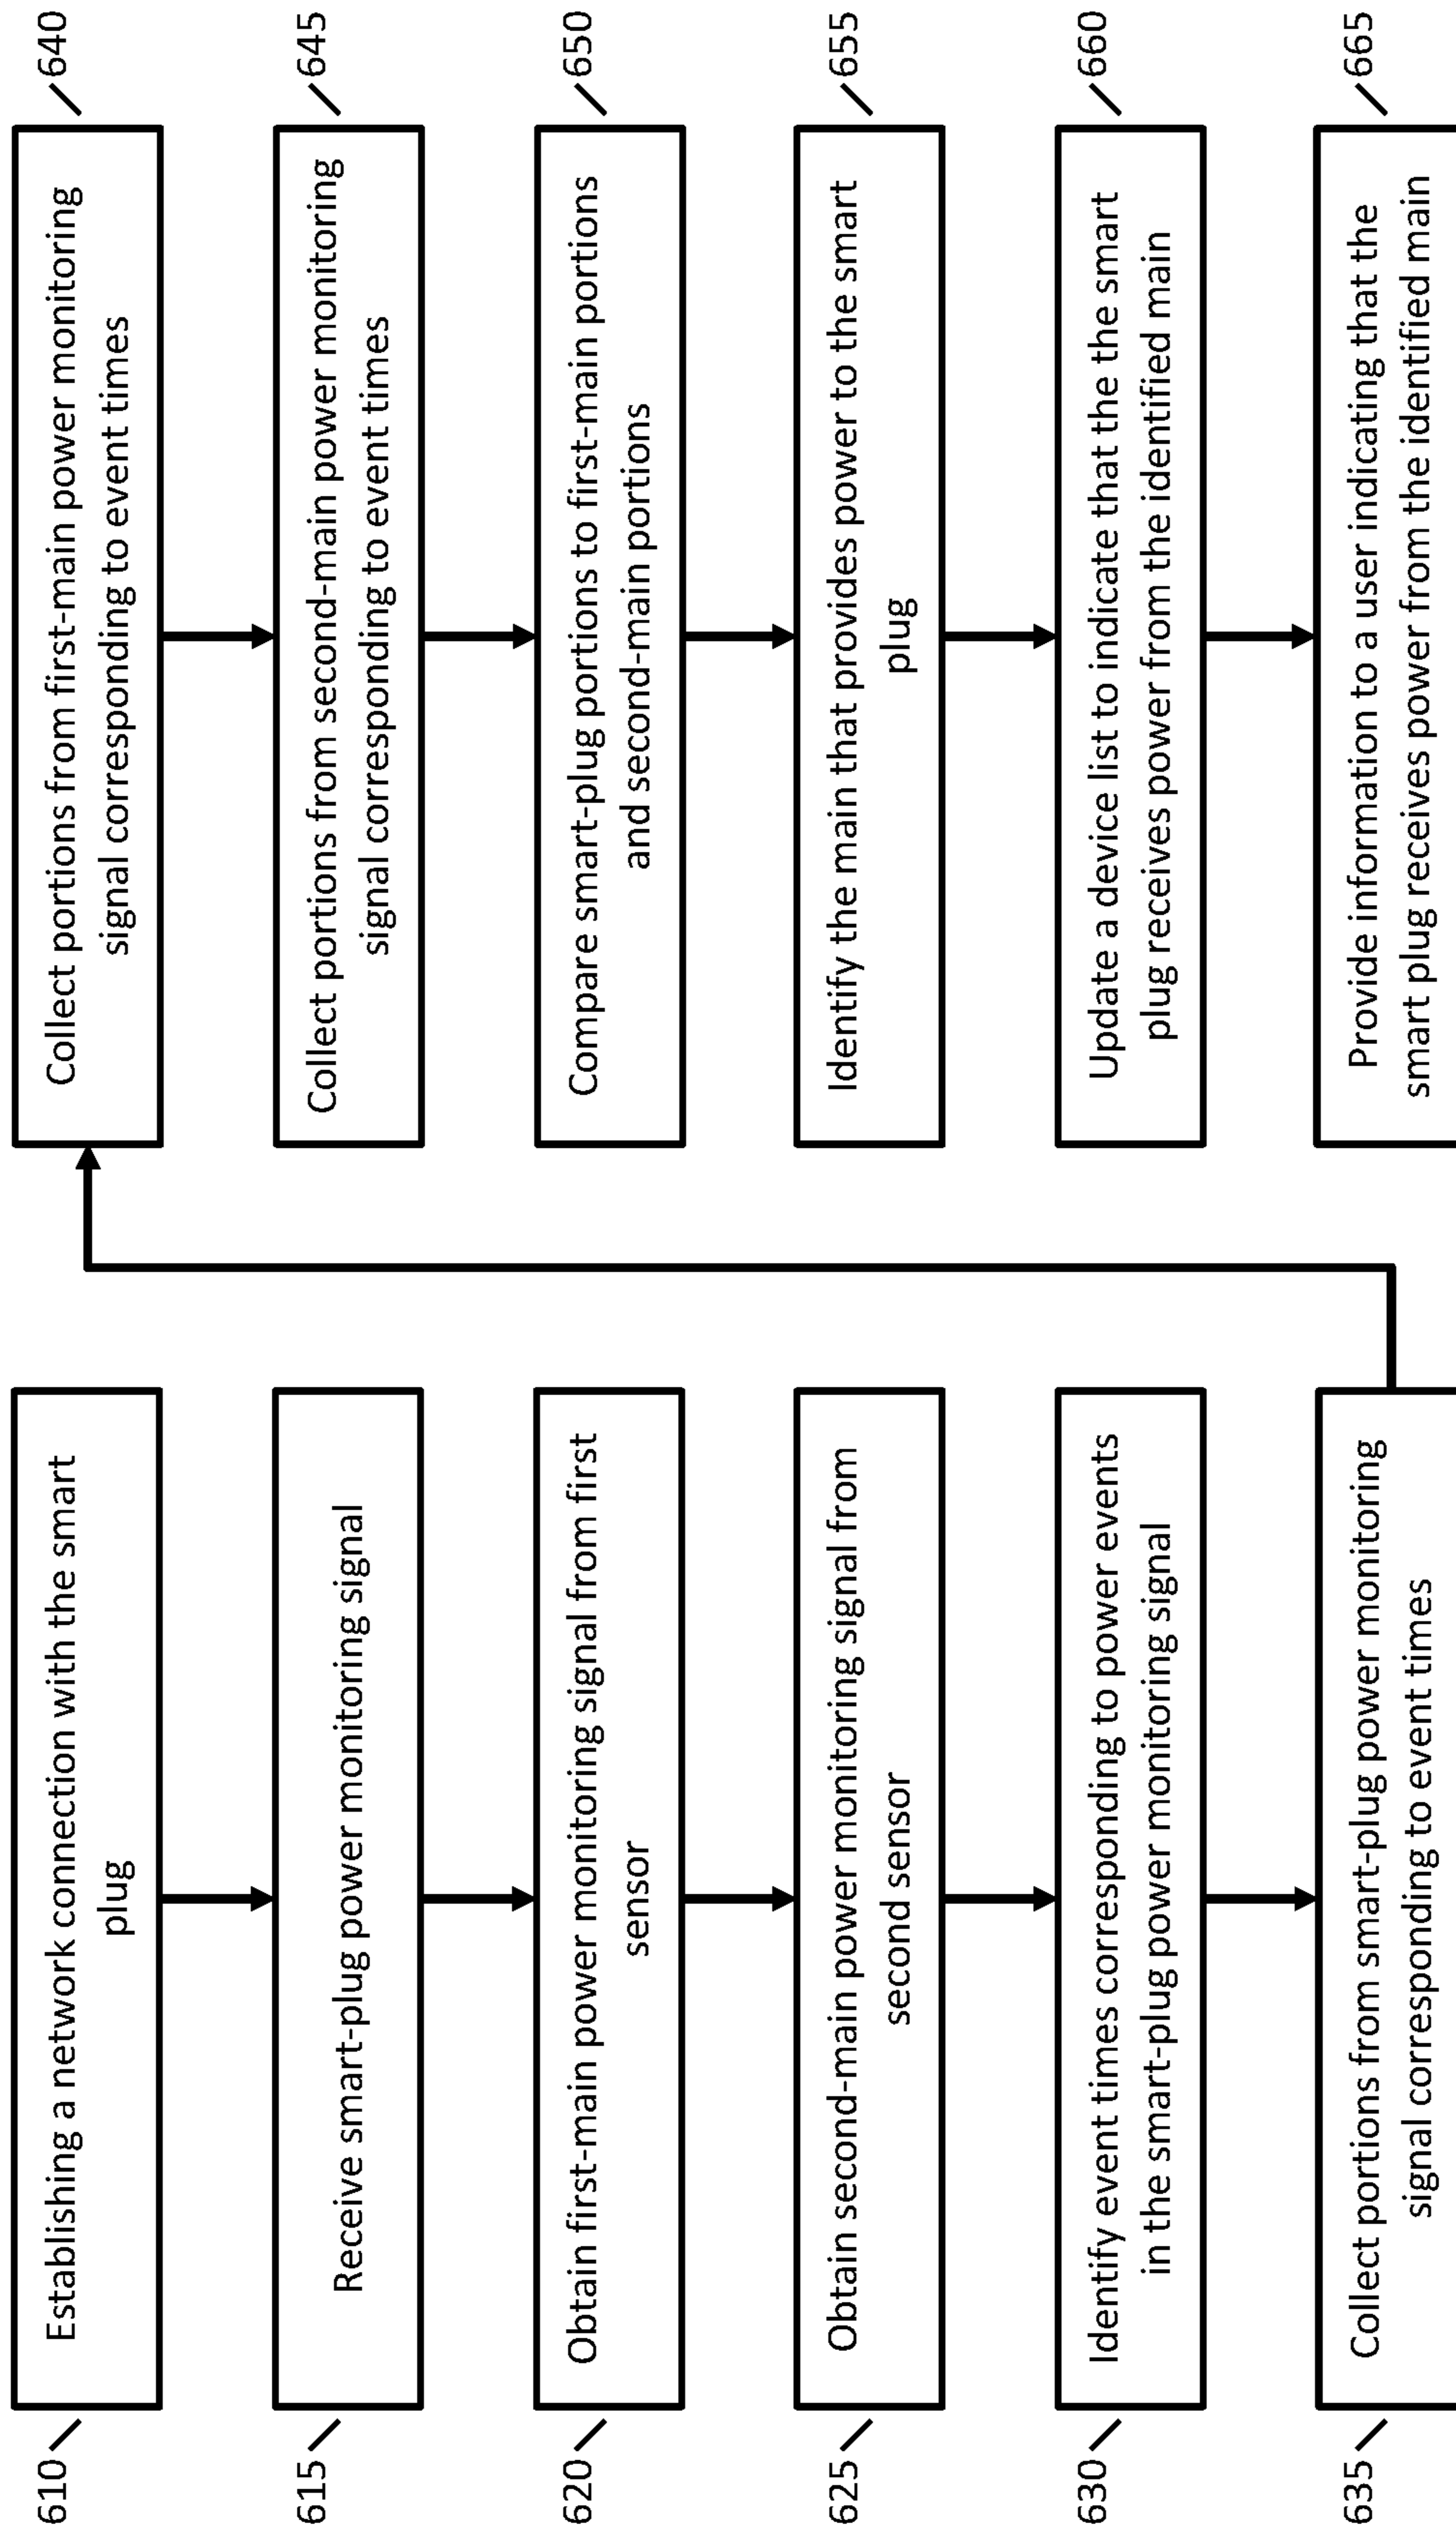 610
Establishing a network connection with the smart
plug
615
Receive smart-plug power monitoring signal
620
Obtain first-main power monitoring signal from first
sensor
625
Obtain second-main power monitoring signal from
second sensor
630
Identify event times corresponding to power events
in the smart-plug power monitoring signal
635
Collect portions from smart-plug power monitoring
signal corresponding to event times
640
Collect portions from first-main power monitoring
signal corresponding to event times
645
Collect portions from second-main power monitoring
signal corresponding to event times
650
Compare smart-plug portions to first-main portions
and second-main portions
655
Identify the main that provides power to the smart
plug
660
Update a device list to indicate that the the smart
plug receives power from the identified main
665
Provide information to a user indicating that the
smart plug receives power from the identified main